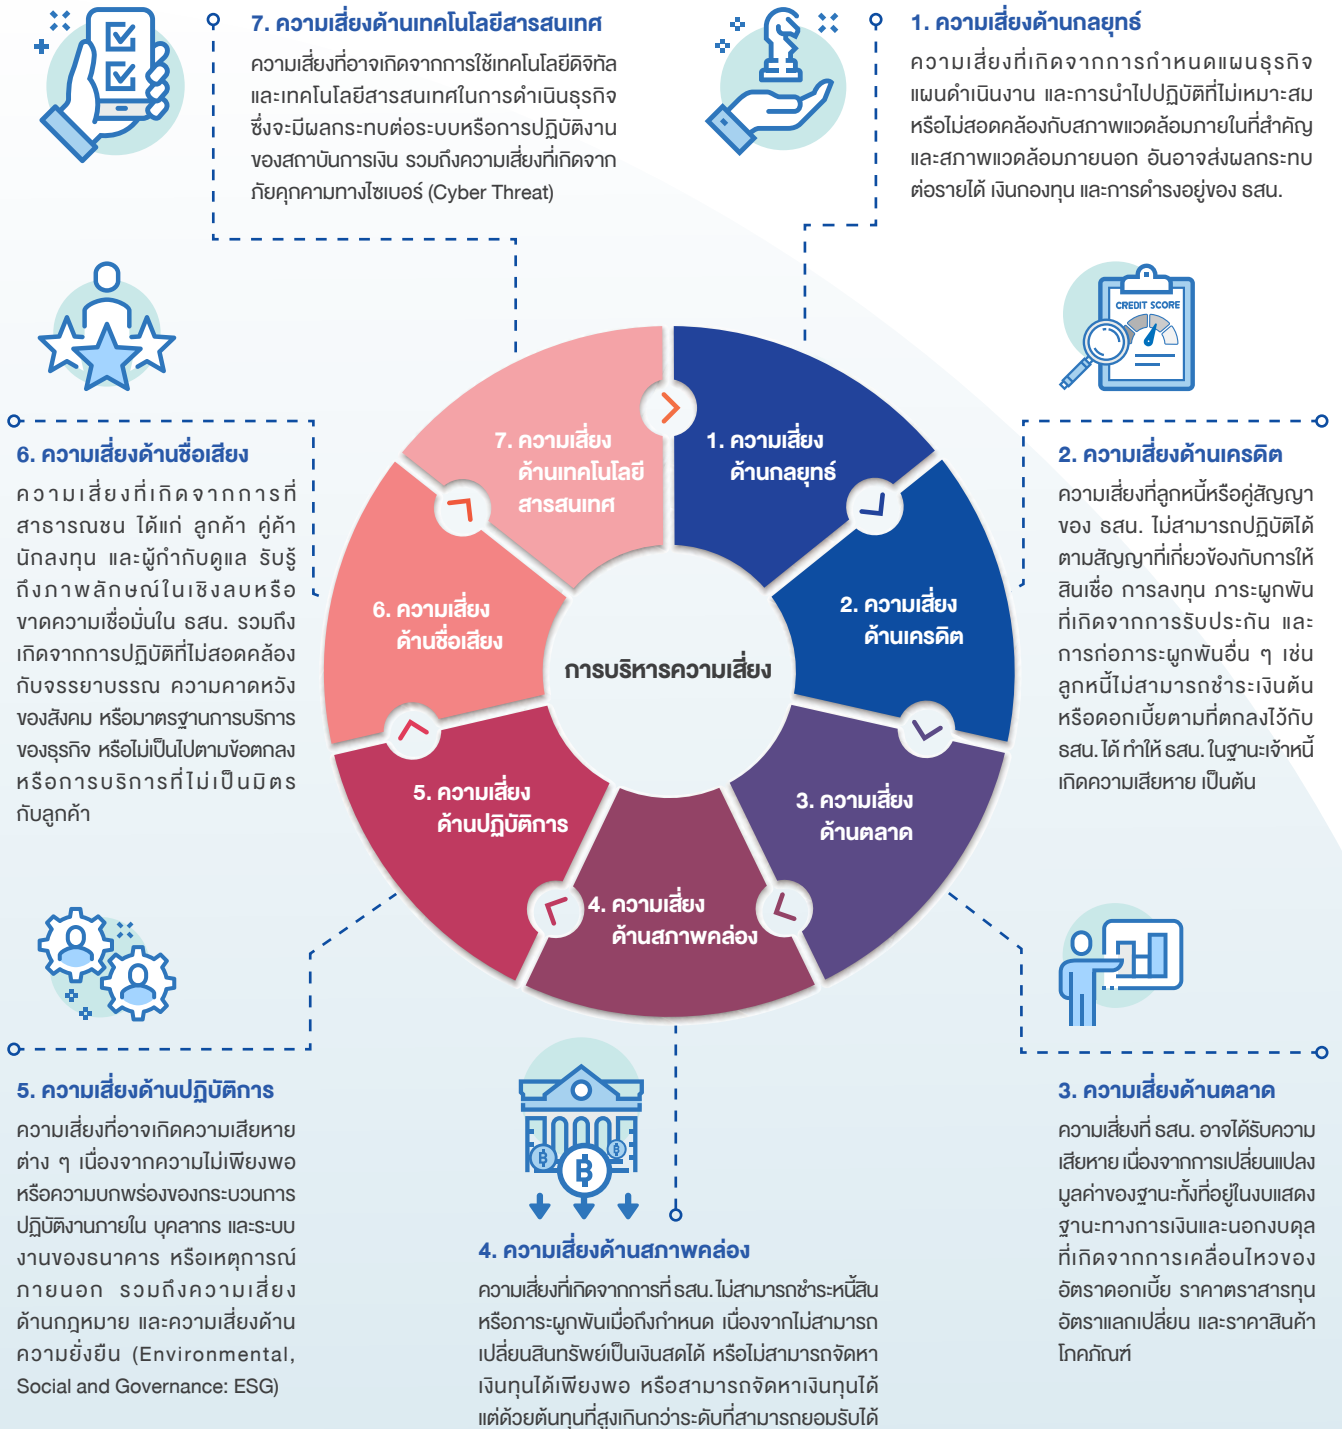 7. ความเสี่ยงด้านเทคโนโลยีสารสนเทศ
ความเสี่ยงที่อาจเกิดจากการใช้เทคโนโลยีดิจิทัล
และเทคโนโลยีสารสนเทศในการดำเนินธุรกิจ
ซึ่งจะมีผลกระทบต่อระบบหรือการปฏิบัติงาน
ของสถาบันการเงิน รวมถึงความเสี่ยงที่เกิดจาก
ภัยคุกคามทางไซเบอร์ (Cyber Threat)
1. ความเสี่ยงด้านกลยุทธ์
ความเสี่ยงที่เกิดจากการกำหนดแผนธุรกิจ
แผนดำเนินงาน และการนำไปปฏิบัติที่ไม่เหมาะสม
หรือไม่สอดคล้องกับสภาพแวดล้อมภายในที่สำคัญ
และสภาพแวดล้อมภายนอก อันอาจส่งผลกระทบ
ต่อรายได้ เงินกองทุน และการดำรงอยู่ของ ธสน.
CREDIT SCORE
6. ความเสี่ยงด้านชื่อเสียง
ความเสี่ยงที่เกิดจากการที่
สาธารณชน ได้แก่ ลูกค้า คู่ค้า
นักลงทุน และผู้กำกับดูแล รับรู้
ถึงภาพลักษณ์ในเชิงลบหรือ
ขาดความเชื่อมั่นใน ธสน. รวมถึง
เกิดจากการปฏิบัติที่ไม่สอดคล้อง
กับจรรยาบรรณ ความคาดหวัง
ของสังคม หรือมาตรฐานการบริการ
ของธุรกิจ หรือไม่เป็นไปตามข้อตกลง
หรือการบริการที่ไม่เป็นมิตร
กับลูกค้า
7. ความเสี่ยง
ด้านเทคโนโลยี
สารสนเทศ
1. ความเสี่ยง
ด้านกลยุทธ์
6. ความเสี่ยง
ด้านชื่อเสียง
2. ความเสี่ยง
ด้านเครดิต
การบริหารความเสี่ยง
5. ความเสี่ยง
ด้านปฏิบัติการ
3. ความเสี่ยง
ด้านตลาด
4. ความเสี่ยง
ด้านสภาพคล่อง
2. ความเสี่ยงด้านเครดิต
ความเสี่ยงที่ลูกหนี้หรือคู่สัญญา
ของ ธสน. ไม่สามารถปฏิบัติได้
ตามสัญญาที่เกี่ยวข้องกับการให้
สินเชื่อ การลงทุน ภาระผูกพัน
ที่เกิดจากการรับประกัน และ
การก่อภาระผูกพันอื่น ๆ เช่น
ลูกหนี้ไม่สามารถชำระเงินต้น
หรือดอกเบี้ยตามที่ตกลงไว้กับ
ธสน. ได้ ทำให้ ธสน. ในฐานะเจ้าหนี้
เกิดความเสียหาย เป็นต้น
5. ความเสี่ยงด้านปฏิบัติการ
ความเสี่ยงที่อาจเกิดความเสียหาย
ต่าง ๆ เนื่องจากความไม่เพียงพอ
หรือความบกพร่องของกระบวนการ
ปฏิบัติงานภายใน บุคลากร และระบบ
งานของธนาคาร หรือเหตุการณ์
ภายนอก รวมถึงความเสี่ยง
ด้านกฎหมาย และความเสี่ยงด้าน
ความยั่งยืน (Environmental,
Social and Governance: ESG)
4. ความเสี่ยงด้านสภาพคล่อง
ความเสี่ยงที่เกิดจากการที่ ธสน. ไม่สามารถชำระหนี้สิน
หรือภาระผูกพันเมื่อถึงกำหนด เนื่องจากไม่สามารถ
เปลี่ยนสินทรัพย์เป็นเงินสดได้ หรือไม่สามารถจัดหา
เงินทุนได้เพียงพอ หรือสามารถจัดหาเงินทุนได้
แต่ด้วยต้นทุนที่สูงเกินกว่าระดับที่สามารถยอมรับได้
3. ความเสี่ยงด้านตลาด
ความเสี่ยงที่ ธสน. อาจได้รับความ
เสียหาย เนื่องจากการเปลี่ยนแปลง
มูลค่าของฐานะทั้งที่อยู่ในงบแสดง
ฐานะทางการเงินและนอกงบดุล
ที่เกิดจากการเคลื่อนไหวของ
อัตราดอกเบี้ย ราคาตราสารทุน
อัตราแลกเปลี่ยน และราคาสินค้า
โภคภัณฑ์